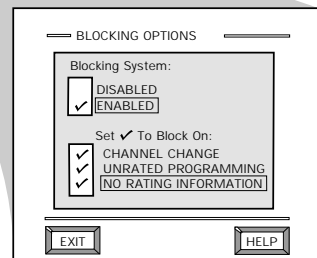 BLOCKING OPTIONS
Blocking System:
DISABLED
✓ ENABLED
Set ✓ To Block On:
✓ CHANNEL CHANGE
✓ UNRATED PROGRAMMING
✓ NO RATING INFORMATION
EXIT
HELP